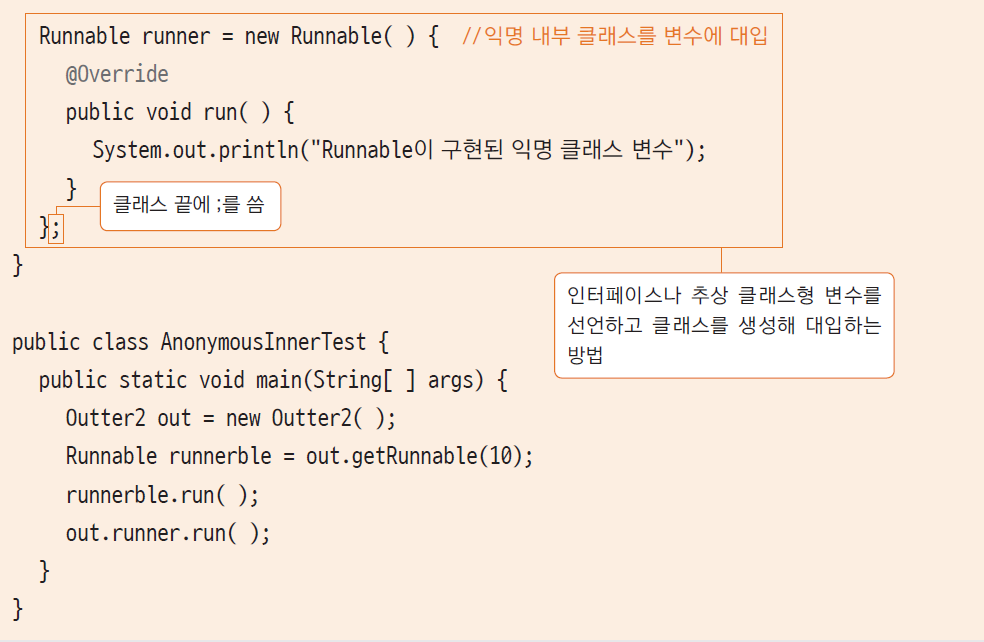 Runnable runner = new Runnable( ) { //익명 내부 클래스를 변수에 대입
@Override
public void run( ) {
System.out.println("Runnable이 구현된 익명 클래스 변수");
}
클래스 끝에 ;를 씀
};
}
인터페이스나 추상 클래스형 변수를
선언하고 클래스를 생성해 대입하는
방법
public class AnonymousInnerTest {
public static void main(String[ ] args) {
Outter2 out = new Outter2( );
Runnable runnerble = out.getRunnable(10);
runnerble.run( );
out.runner.run( );
}
}